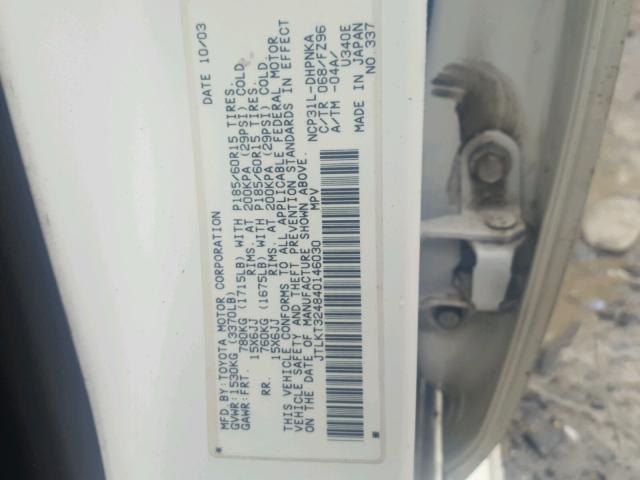 MFD.BY:TOYOTA MOTOR CORPORATION DATE 10/03
GVWR:1530KG (3370LB)
GAWR:FRT. 780KG (1715LB) WITH P185/60R15 TIRES.
15X6JJ RIMS. AT 200KPA (29PSI) COLD
RR. 760KG (1675LB) WITH P185/60R15 TIRES.
15X6JJ RIMS. AT 200KPA (29PSI) COLD
THIS VEHICLE CONFORMS TO ALL APPLICABLE FEDERAL MOTOR
VEHICLE SAFETY AND THEFT PREVENTION STANDARDS IN EFFECT
ON THE DATE OF MANUFACTURE SHOWN ABOVE.
JTLKT324840146030 MPV
NCP31L-DHPNKA
C/TR 068/FZ96
A/TM -04A/ U340E
MADE IN JAPAN
NO.337